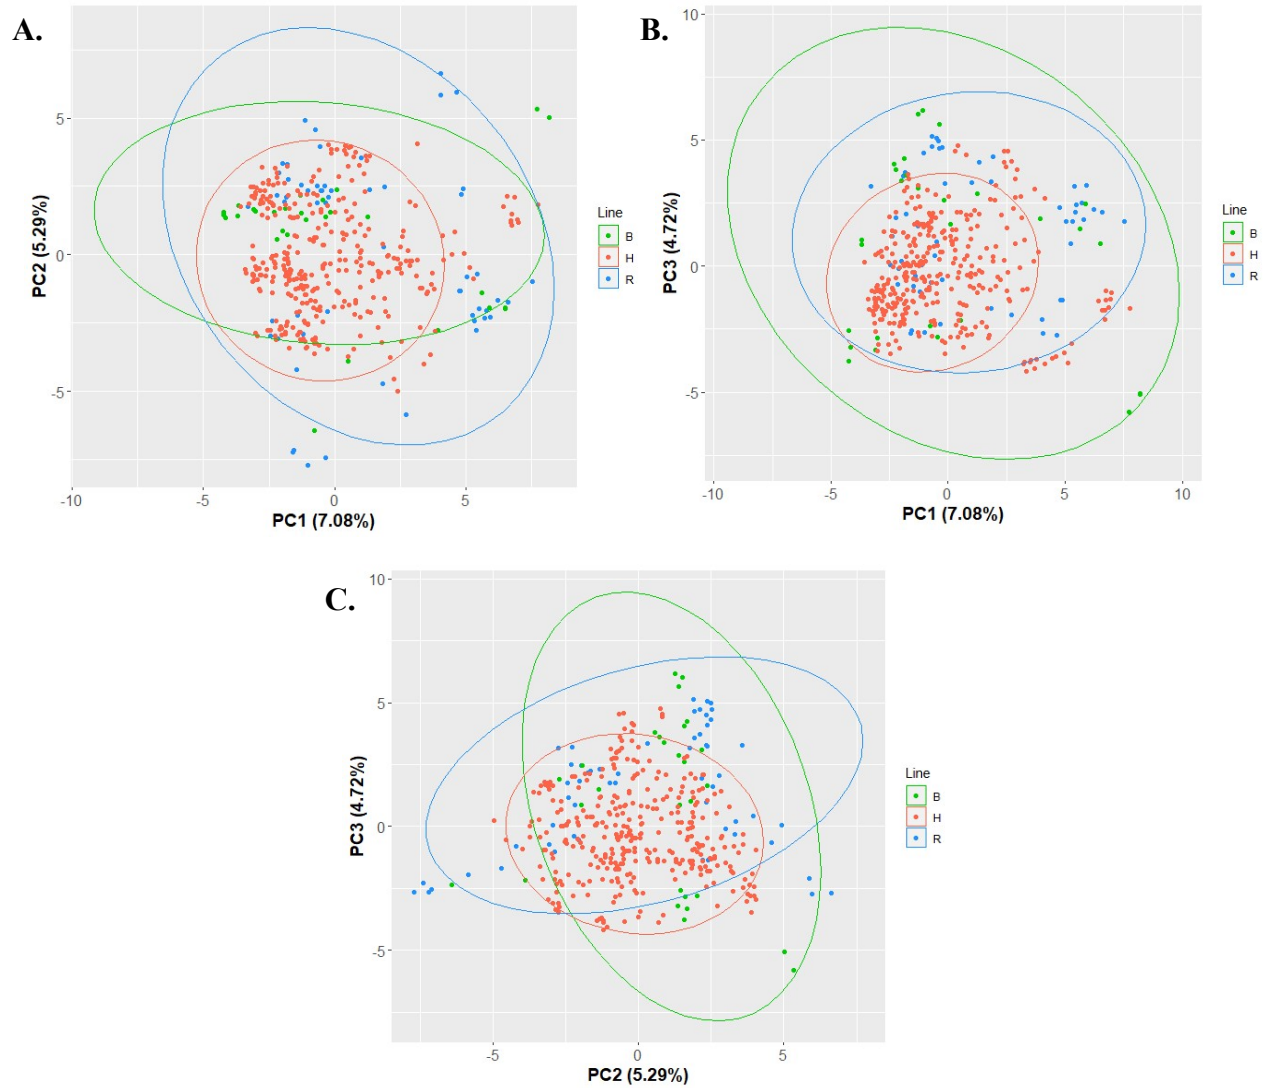 A.
5
0
-5
-10
-5
0
5
PC2 (5.29%)
PC1 (7.08%)
Line
B
H
R
B.
10
5
0
-5
-10
-5
0
5
10
PC3 (4.72%)
PC1 (7.08%)
Line
B
H
R
C.
10
5
0
-5
-5
0
5
PC3 (4.72%)
PC2 (5.29%)
Line
B
H
R